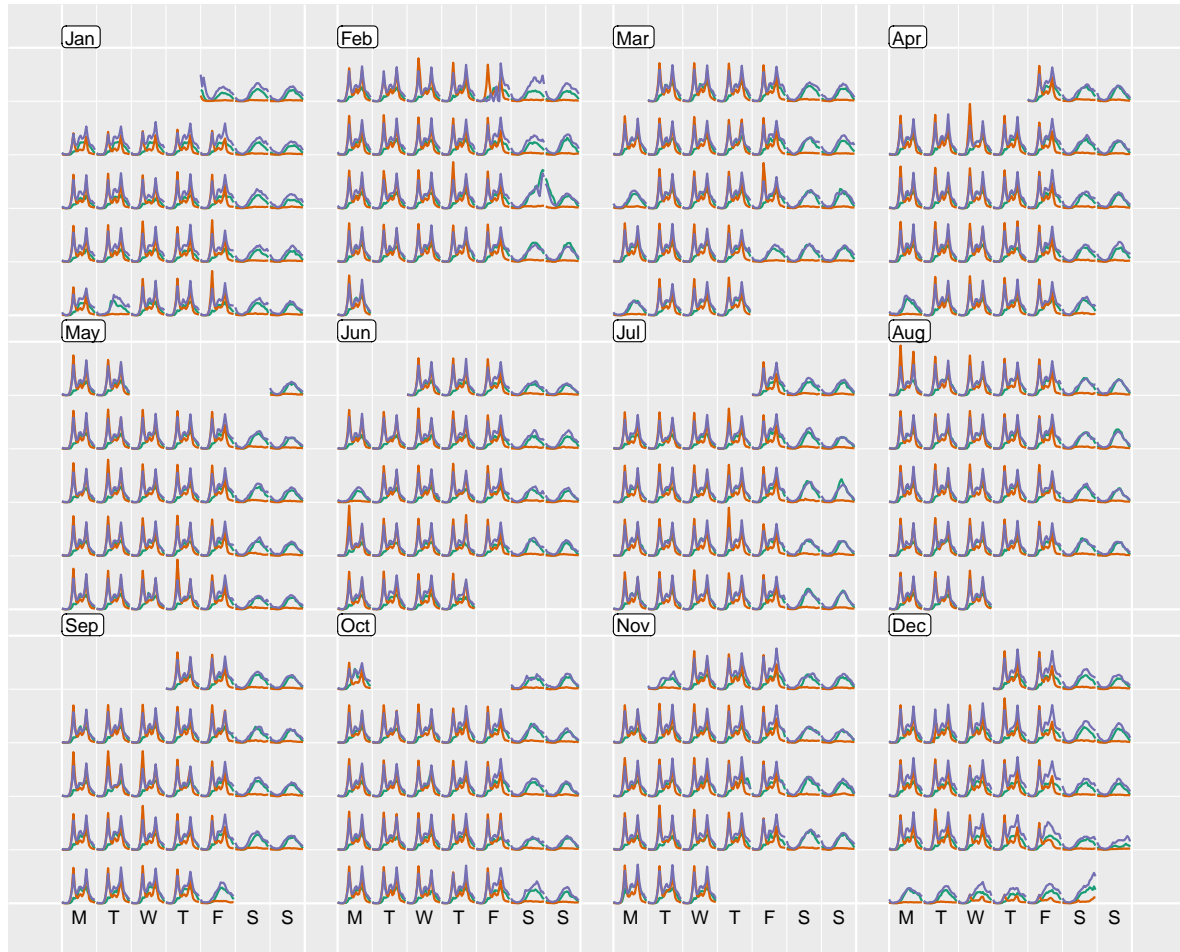 Jan Feb Mar Apr
May Jun Jul Aug
Sep Oct Nov Dec
M T W T F S S M T W T F S S M T W T F S S M T W T F S S